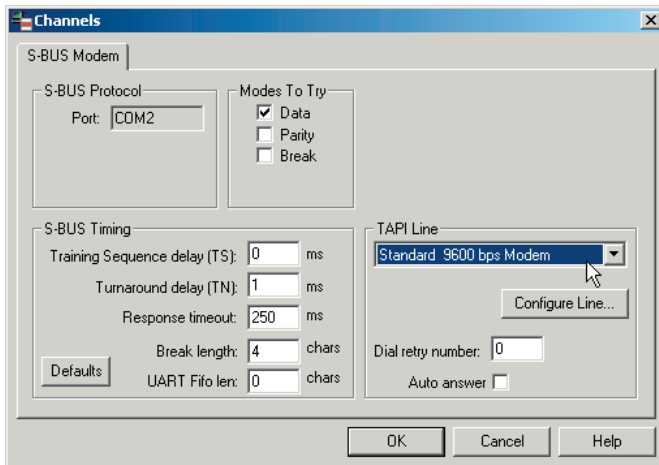 Channels
S-BUS Modem
S-BUS Protocol
Port: COM2
Modes To Try
Data
Parity
Break
S-BUS Timing
Training Sequence delay (TS): 0 ms
Turnaround delay (TN): 1 ms
Response timeout: 250 ms
Break length: 4 chars
UART Fifo len: 0 chars
Defaults
TAPI Line
Standard 9600 bps Modem
Configure Line...
Dial retry number: 0
Auto answer
OK
Cancel
Help